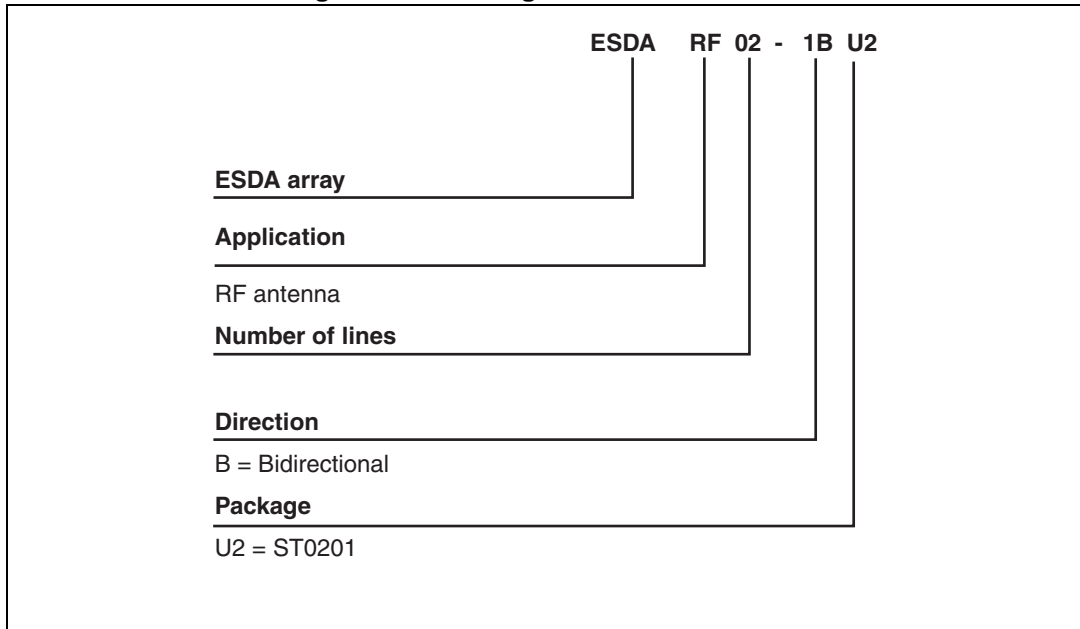 ESDA RF 02 - 1B U2
ESDA array
Application
RF antenna
Number of lines
Direction
B = Bidirectional
Package
U2 = ST0201